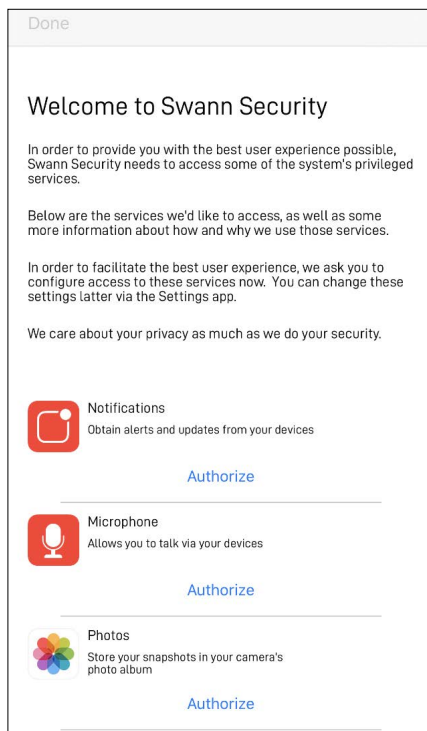 Done
Welcome to Swann Security
In order to provide you with the best user experience possible,
Swann Security needs to access some of the system's privileged
services.
Below are the services we'd like to access, as well as some
more information about how and why we use those services.
In order to facilitate the best user experience, we ask you to
configure access to these services now.  You can change these
settings latter via the Settings app.
We care about your privacy as much as we do your security.
Notifications
Obtain alerts and updates from your devices
Authorize
Microphone
Allows you to talk via your devices
Authorize
Photos
Store your snapshots in your camera's
photo album
Authorize